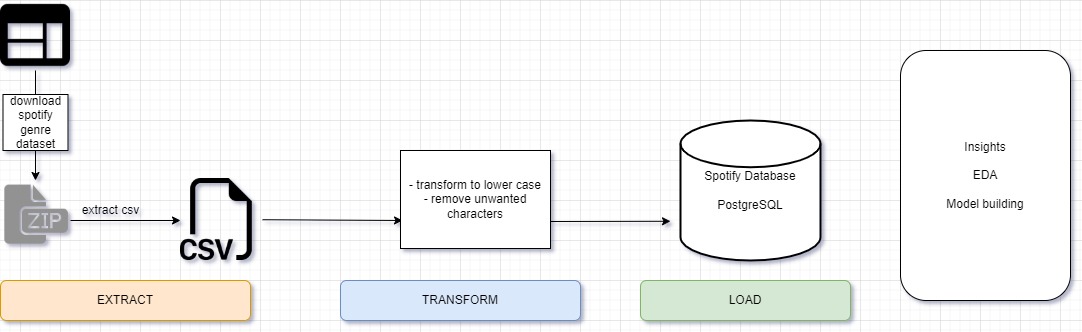 download
spotify
genre
dataset
ZIP
extract csv
CSV
- transform to lower case
- remove unwanted
characters
Spotify Database
PostgreSQL
Insights
EDA
Model building
EXTRACT
TRANSFORM
LOAD